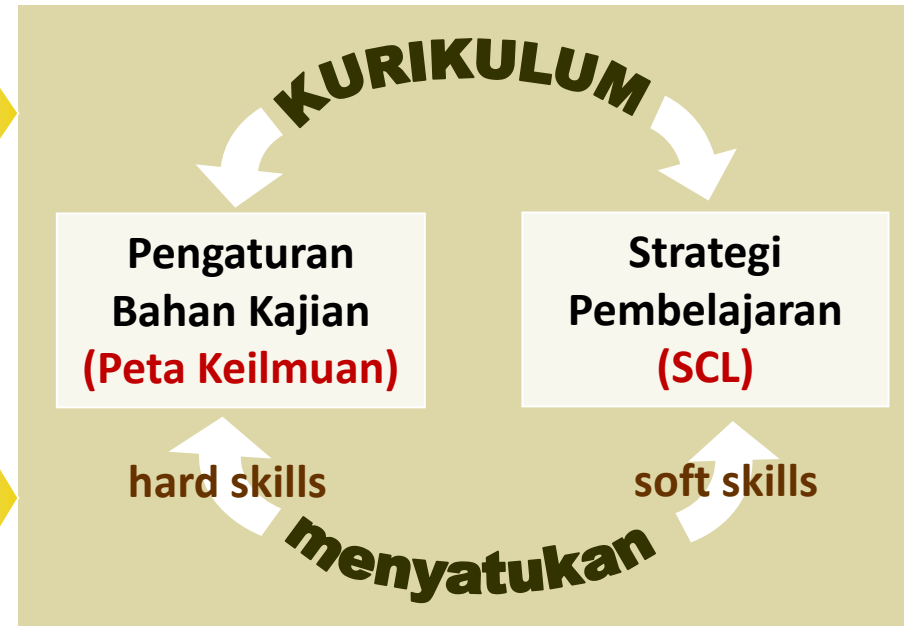 KURIKULUM
Pengaturan
Bahan Kajian
(Peta Keilmuan)
Strategi
Pembelajaran
(SCL)
hard skills
soft skills
menyatukan